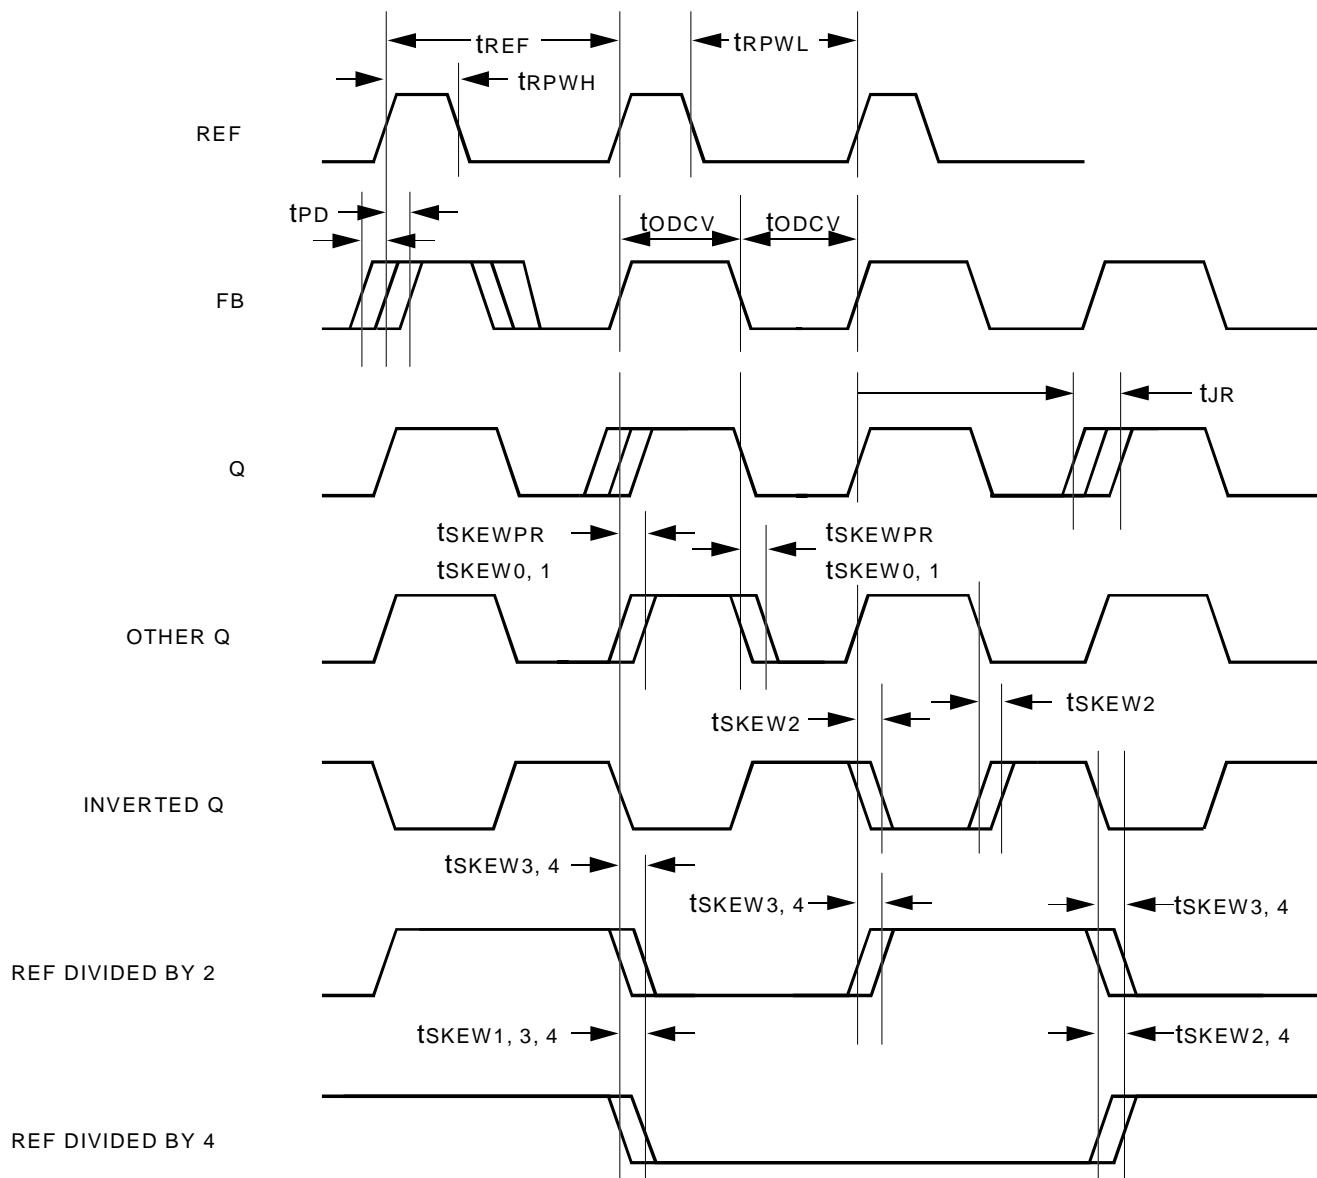 tREF
tRPWL
tRPWH
REF
tPD
tODCV
tODCV
FB
tJR
Q
tSKEWPR
tSKEW0, 1
tSKEWPR
tSKEW0, 1
OTHER Q
tSKEW2
tSKEW2
INVERTED Q
tSKEW3, 4
tSKEW3, 4
tSKEW3, 4
REF DIVIDED BY 2
tSKEW1, 3, 4
tSKEW2, 4
REF DIVIDED BY 4